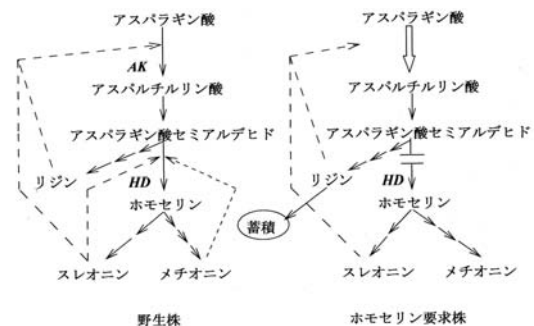 アスパラギン酸
AK
アスパルチルリン酸
アスパラギン酸セミアルデヒド
リジン
HD
ホモセリン
スレオニン
メチオニン
野生株
アスパラギン酸
アスパルチルリン酸
アスパラギン酸セミアルデヒド
リジン
HD
ホモセリン
蓄積
スレオニン
メチオニン
ホモセリン要求株